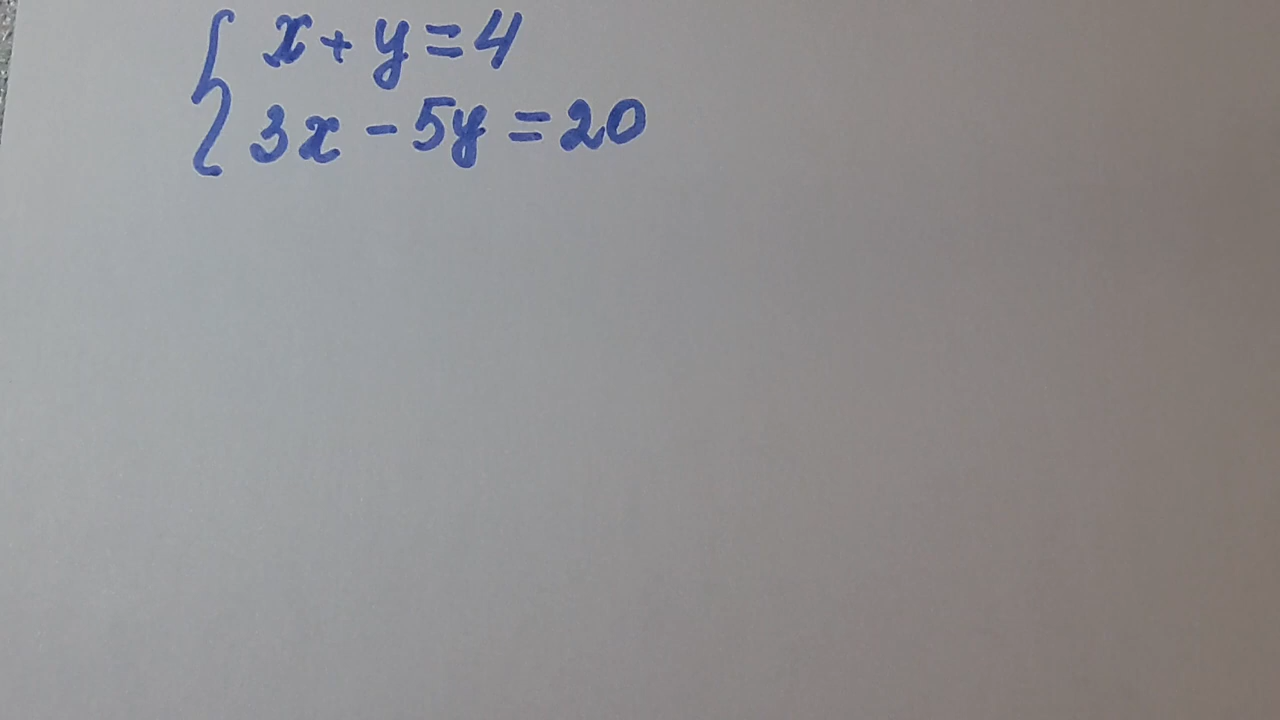 x + y = 4
3x - 5y = 20